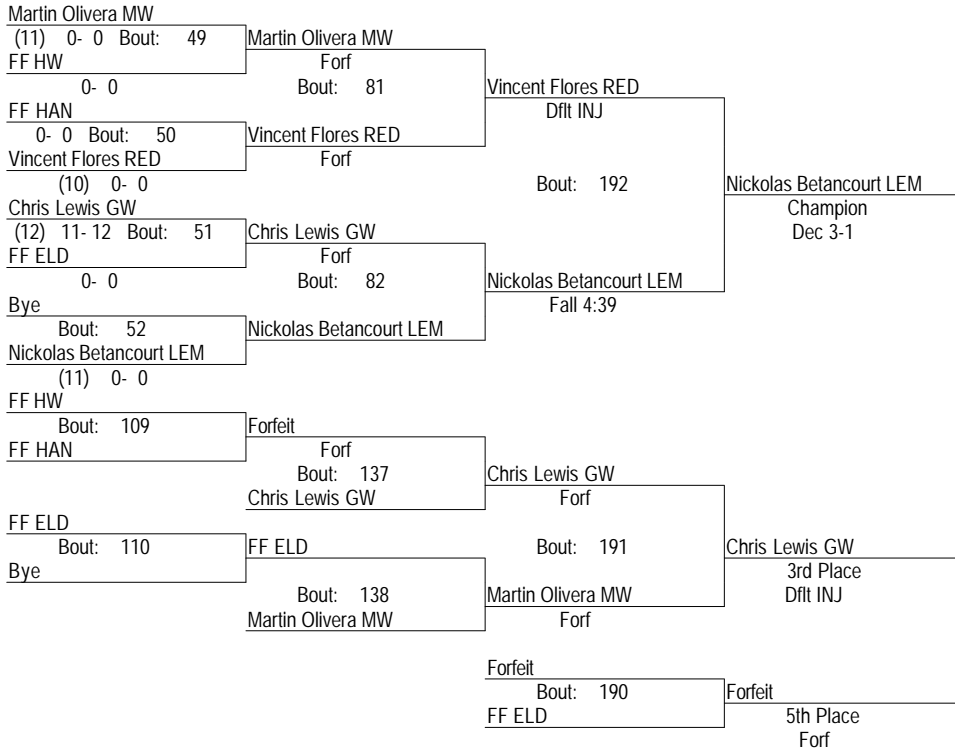 Martin Olivera MW
(11) 0- 0 Bout: 49 Martin Olivera MW
FF HW Forf
0- 0 Bout: 81 Vincent Flores RED
FF HAN Dflt INJ
0- 0 Bout: 50 Vincent Flores RED
Vincent Flores RED Forf
(10) 0- 0 Bout: 192 Nickolas Betancourt LEM
Chris Lewis GW Champion
(12) 11- 12 Bout: 51 Chris Lewis GW Dec 3-1
FF ELD Forf
0- 0 Bout: 82 Nickolas Betancourt LEM
Bye Fall 4:39
Bout: 52 Nickolas Betancourt LEM
Nickolas Betancourt LEM
(11) 0- 0
FF HW
Bout: 109 Forfeit
FF HAN Forf
Bout: 137 Chris Lewis GW
Chris Lewis GW Forf
FF ELD
Bout: 110 FF ELD Bout: 191 Chris Lewis GW
Bye 3rd Place
Bout: 138 Martin Olivera MW Dflt INJ
Martin Olivera MW Forf
Forfeit
Bout: 190 Forfeit
FF ELD 5th Place
Forf